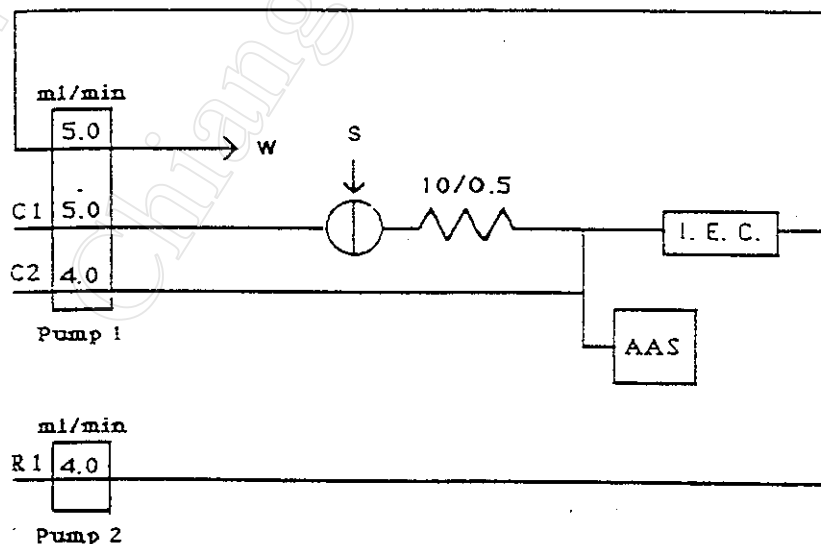 Chiang
ml/min
5.0
W
S
10/0.5
C1 5.0
I. E. C.
C2 4.0
Pump 1
AAS
ml/min
R1 4.0
Pump 2